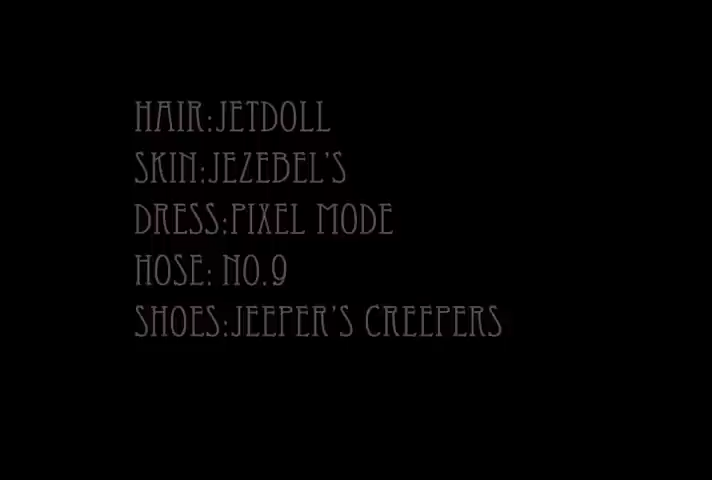 HAIR:JETDOLL
SKIN:JEZEBEL'S
DRESS:PIXEL MODE
HOSE: NO.9
SHOES:JEEPER'S CREEPERS